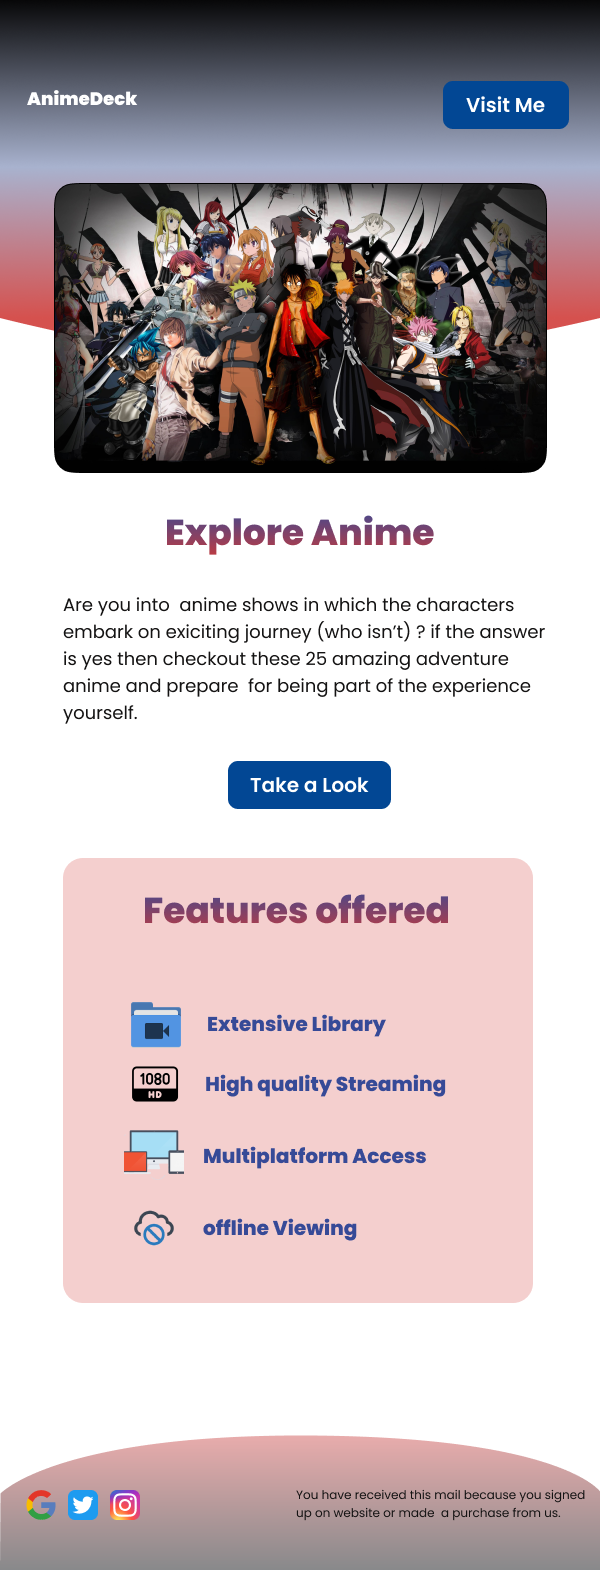 AnimeDeck
Visit Me
Explore Anime
Are you into  anime shows in which the characters
embark on exiciting journey (who isn't) ? if the answer
is yes then checkout these 25 amazing adventure
anime and prepare  for being part of the experience
yourself.
Take a Look
Features offered
Extensive Library
1080
HD
High quality Streaming
Multiplatform Access
offline Viewing
You have received this mail because you signed
up on website or made  a purchase from us.